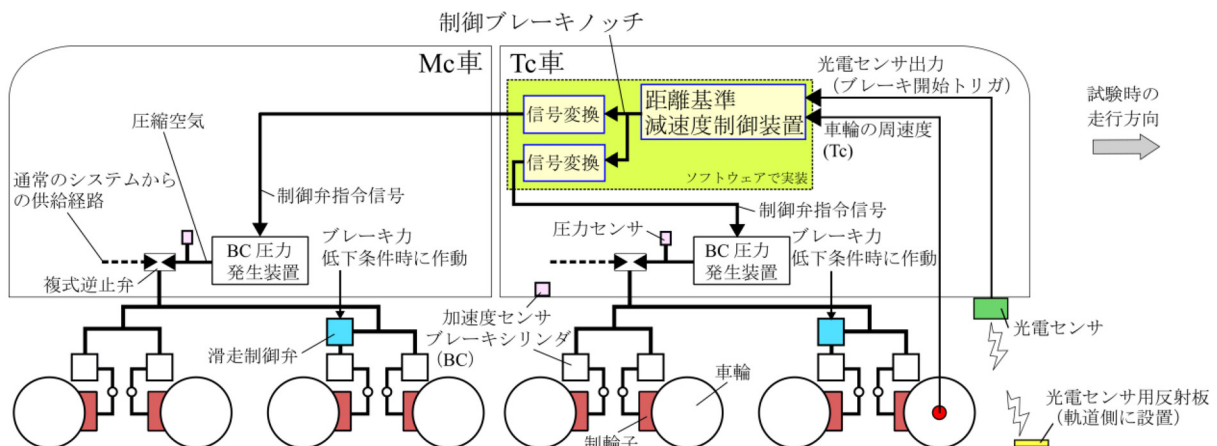 制御ブレーキノッチ
Mc車
Tc車
光電センサ出力
（ブレーキ開始トリガ）
試験時の
走行方向
信号変換
距離基準
減速度制御装置
車輪の周速度
(Tc)
圧縮空気
信号変換
ソフトウェアで実装
通常のシステムから
の供給経路
制御弁指令信号
制御弁指令信号
ブレーキ力
低下条件時に作動
圧力センサ
ブレーキ力
低下条件時に作動
BC 圧力
発生装置
BC 圧力
発生装置
複式逆止弁
加速度センサ
ブレーキシリンダ
（BC）
光電センサ
滑走制御弁
車輪
光電センサ用反射板
（軌道側に設置）
制輪子